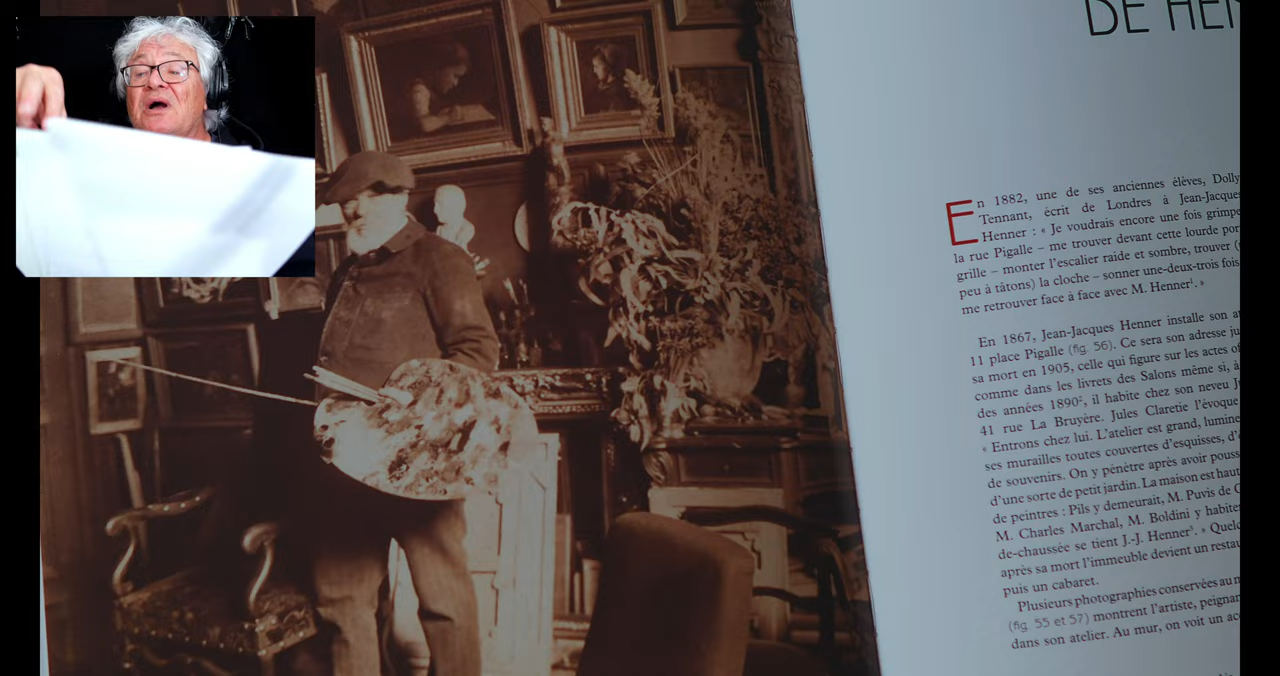 DE HEN
En 1882, une de ses anciennes élèves, Dolly
Tennant, écrit de Londres à Jean-Jacques
Henner : « Je voudrais encore une fois grimpe
la rue Pigalle – me trouver devant cette lourde por
grille – monter l'escalier raide et sombre, trouver (
peu à tâtons) la cloche – sonner une-deux-trois fois
me retrouver face à face avec M. Henner¹. »
En 1867, Jean-Jacques Henner installe son a
11 place Pigalle (fig. 56). Ce sera son adresse ju
sa mort en 1905, celle qui figure sur les actes of
comme dans les livrets des Salons même si, à
des années 1890², il habite chez son neveu J
41 rue La Bruyère. Jules Claretie l'évoque
« Entrons chez lui. L'atelier est grand, lumine
ses murailles toutes couvertes d'esquisses, d'
de souvenirs. On y pénètre après avoir pouss
d'une sorte de petit jardin. La maison est haut
de peintres : Pils y demeurait, M. Puvis de C
M. Charles Marchal, M. Boldini y habite
de-chaussée se tient J.-J. Henner³. » Quelq
après sa mort l'immeuble devient un restau
puis un cabaret.
Plusieurs photographies conservées au m
(fig. 55 et 57) montrent l'artiste, peignan
dans son atelier. Au mur, on voit un acc